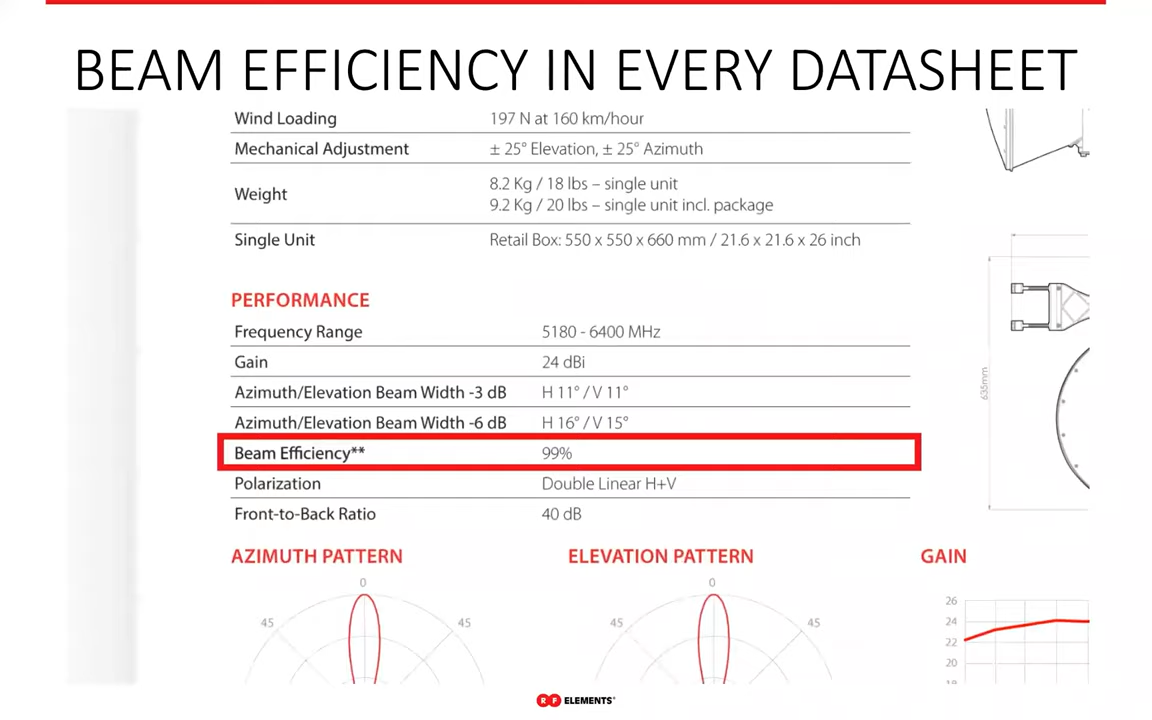 BEAM EFFICIENCY IN EVERY DATASHEET
Wind Loading 197 N at 160 km/hour
Mechanical Adjustment ± 25° Elevation, ± 25° Azimuth
Weight 8.2 Kg / 18 lbs – single unit
9.2 Kg / 20 lbs – single unit incl. package
Single Unit Retail Box: 550 x 550 x 660 mm / 21.6 x 21.6 x 26 inch
PERFORMANCE
Frequency Range 5180 - 6400 MHz
Gain 24 dBi
Azimuth/Elevation Beam Width -3 dB H 11° / V 11°
Azimuth/Elevation Beam Width -6 dB H 16° / V 15°
Beam Efficiency** 99%
Polarization Double Linear H+V
Front-to-Back Ratio 40 dB
635mm
AZIMUTH PATTERN ELEVATION PATTERN GAIN
0 0
45 45 45 45
26
24
22
20
RF ELEMENTS